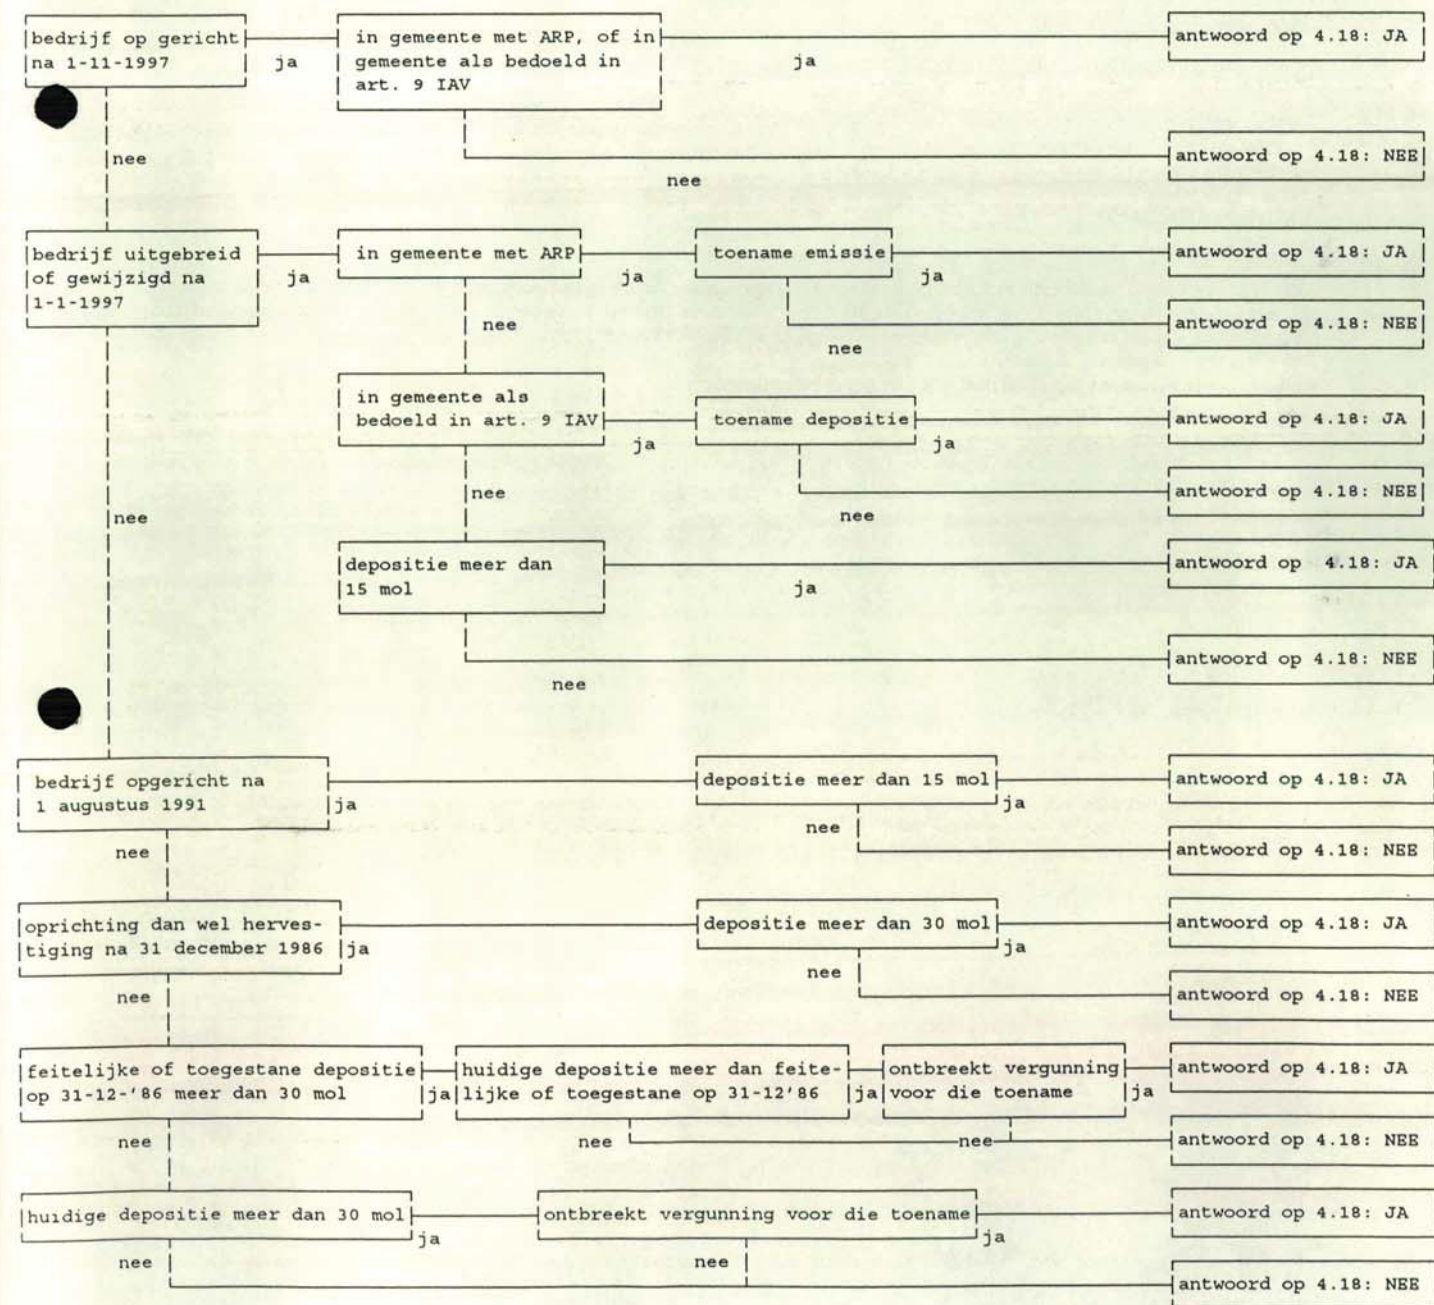 bedrijf op gericht
na 1-11-1997
ja
in gemeente met ARP, of in
gemeente als bedoeld in
art. 9 IAV
ja
antwoord op 4.18: JA
nee
nee
antwoord op 4.18: NEE
bedrijf uitgebreid
of gewijzigd na
1-1-1997
ja
in gemeente met ARP
ja
toename emissie
ja
antwoord op 4.18: JA
nee
nee
antwoord op 4.18: NEE
in gemeente als
bedoeld in art. 9 IAV
ja
toename depositie
ja
antwoord op 4.18: JA
nee
nee
antwoord op 4.18: NEE
nee
depositie meer dan
15 mol
ja
antwoord op 4.18: JA
nee
antwoord op 4.18: NEE
bedrijf opgericht na
1 augustus 1991
ja
depositie meer dan 15 mol
ja
antwoord op 4.18: JA
nee
antwoord op 4.18: NEE
nee
oprichting dan wel herves-
tiging na 31 december 1986
ja
depositie meer dan 30 mol
ja
antwoord op 4.18: JA
nee
antwoord op 4.18: NEE
nee
feitelijke of toegestane depositie
op 31-12-'86 meer dan 30 mol
ja
huidige depositie meer dan feite-
lijke of toegestane op 31-12'86
ja
ontbreekt vergunning
voor die toename
ja
antwoord op 4.18: JA
nee
nee
nee
antwoord op 4.18: NEE
huidige depositie meer dan 30 mol
ja
ontbreekt vergunning voor die toename
ja
antwoord op 4.18: JA
nee
nee
antwoord op 4.18: NEE